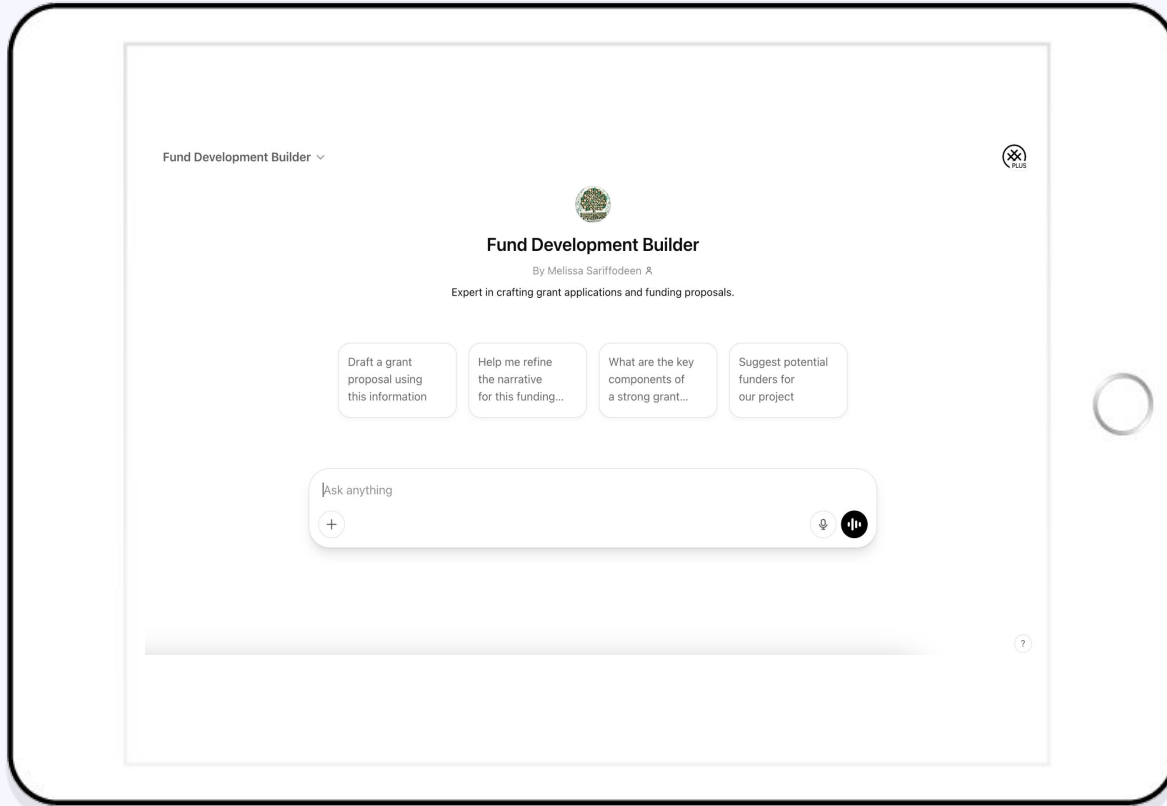 Fund Development Builder
PLUS
Fund Development Builder
By Melissa Sariffodeen
Expert in crafting grant applications and funding proposals.
Draft a grant
proposal using
this information
Help me refine
the narrative
for this funding...
What are the key
components of
a strong grant...
Suggest potential
funders for
our project
Ask anything
?